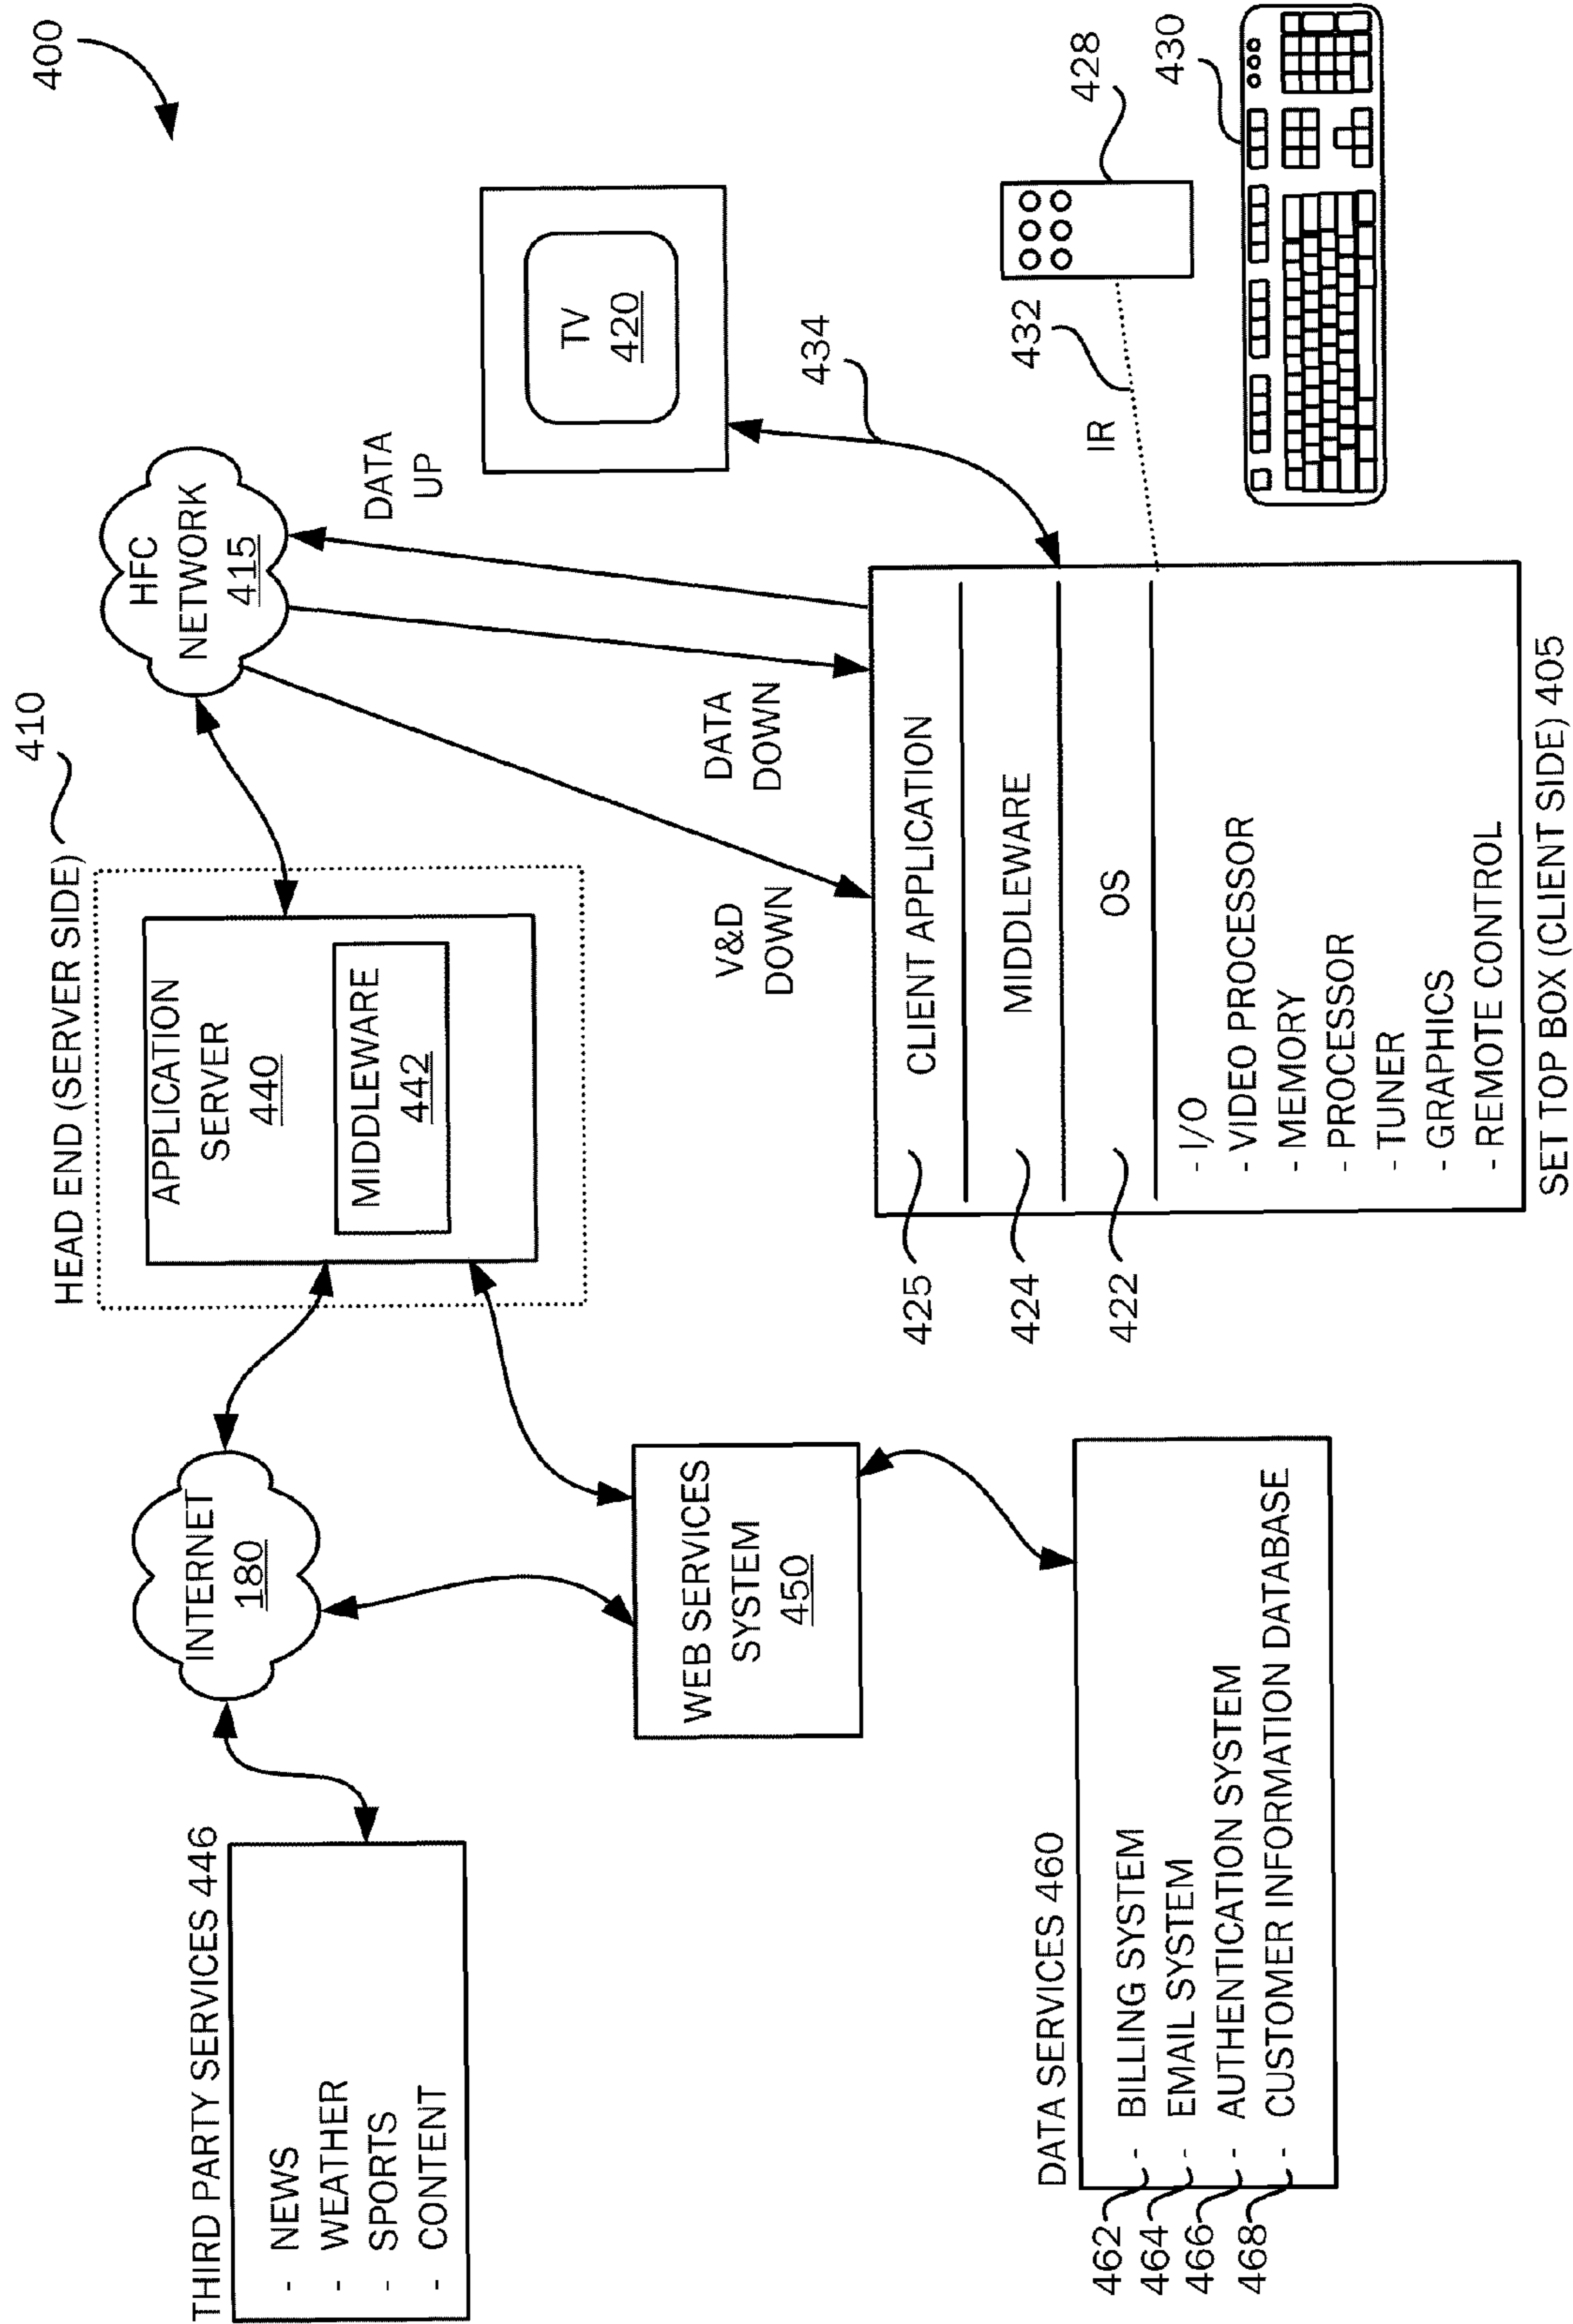 400
HEAD END (SERVER SIDE)
410
APPLICATION
SERVER
440
MIDDLEWARE
442
HFC
NETWORK
415
INTERNET
180
THIRD PARTY SERVICES 446
- NEWS
- WEATHER
- SPORTS
- CONTENT
WEB SERVICES
SYSTEM
450
DATA SERVICES 460
462 - BILLING SYSTEM
464 - EMAIL SYSTEM
466 - AUTHENTICATION SYSTEM
468 - CUSTOMER INFORMATION DATABASE
V&D
DOWN
DATA
DOWN
DATA
UP
TV
420
434
425 CLIENT APPLICATION
424 MIDDLEWARE
422 OS
- I/O
- VIDEO PROCESSOR
- MEMORY
- PROCESSOR
- TUNER
- GRAPHICS
- REMOTE CONTROL
SET TOP BOX (CLIENT SIDE) 405
IR
432
428
430